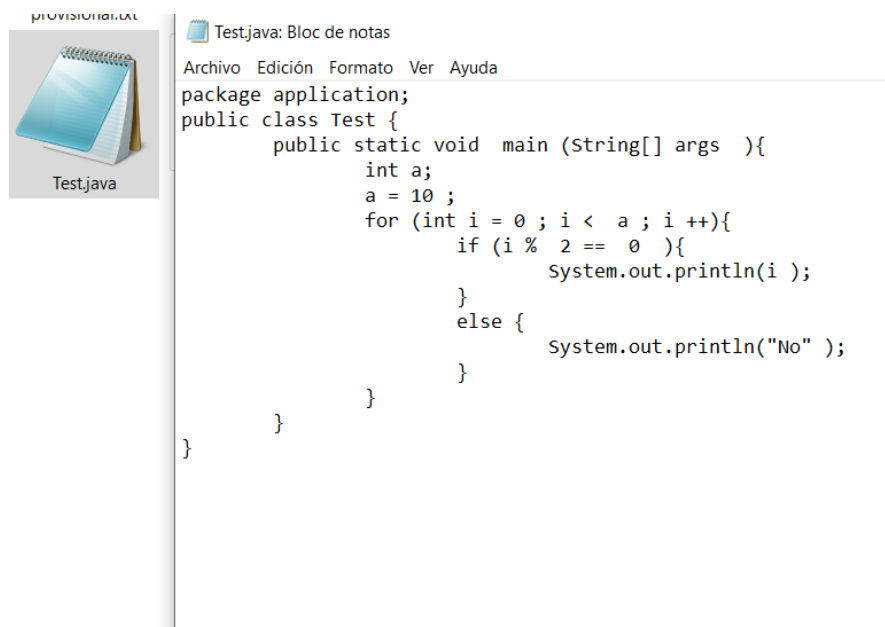 provisional.txt
Test.java
Test.java: Bloc de notas
Archivo Edición Formato Ver Ayuda
package application;
public class Test {
        public static void  main (String[] args  ){
                int a;
                a = 10 ;
                for (int i = 0 ; i <  a ; i ++){
                        if (i %  2 ==  0  ){
                                System.out.println(i );
                        }
                        else {
                                System.out.println("No" );
                        }
                }
        }
}